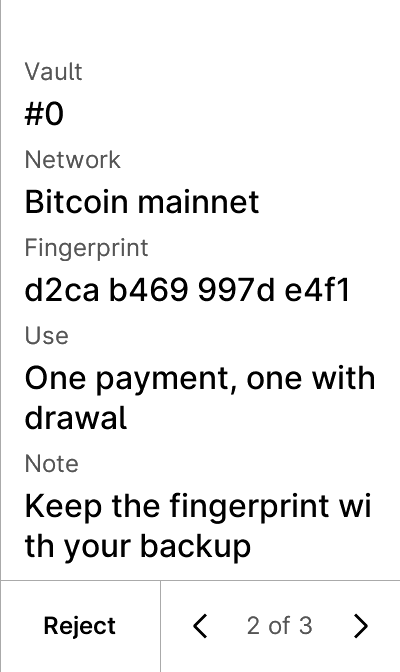 Vault
#0
Network
Bitcoin mainnet
Fingerprint
d2ca b469 997d e4f1
Use
One payment, one with
drawal
Note
Keep the fingerprint wi
th your backup
Reject
2 of 3